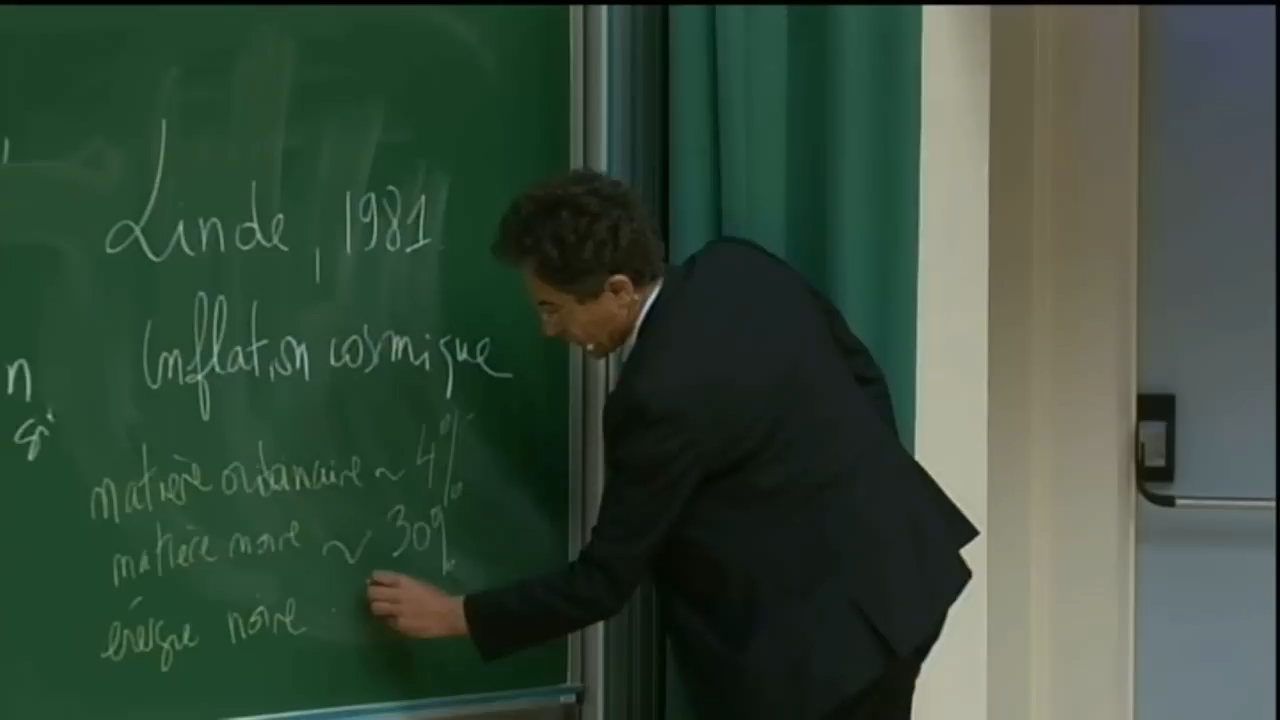 Linde, 1981
Inflation cosmique
n
matière ordinaire ~ 4%
matière noire ~ 30%
énergie noire